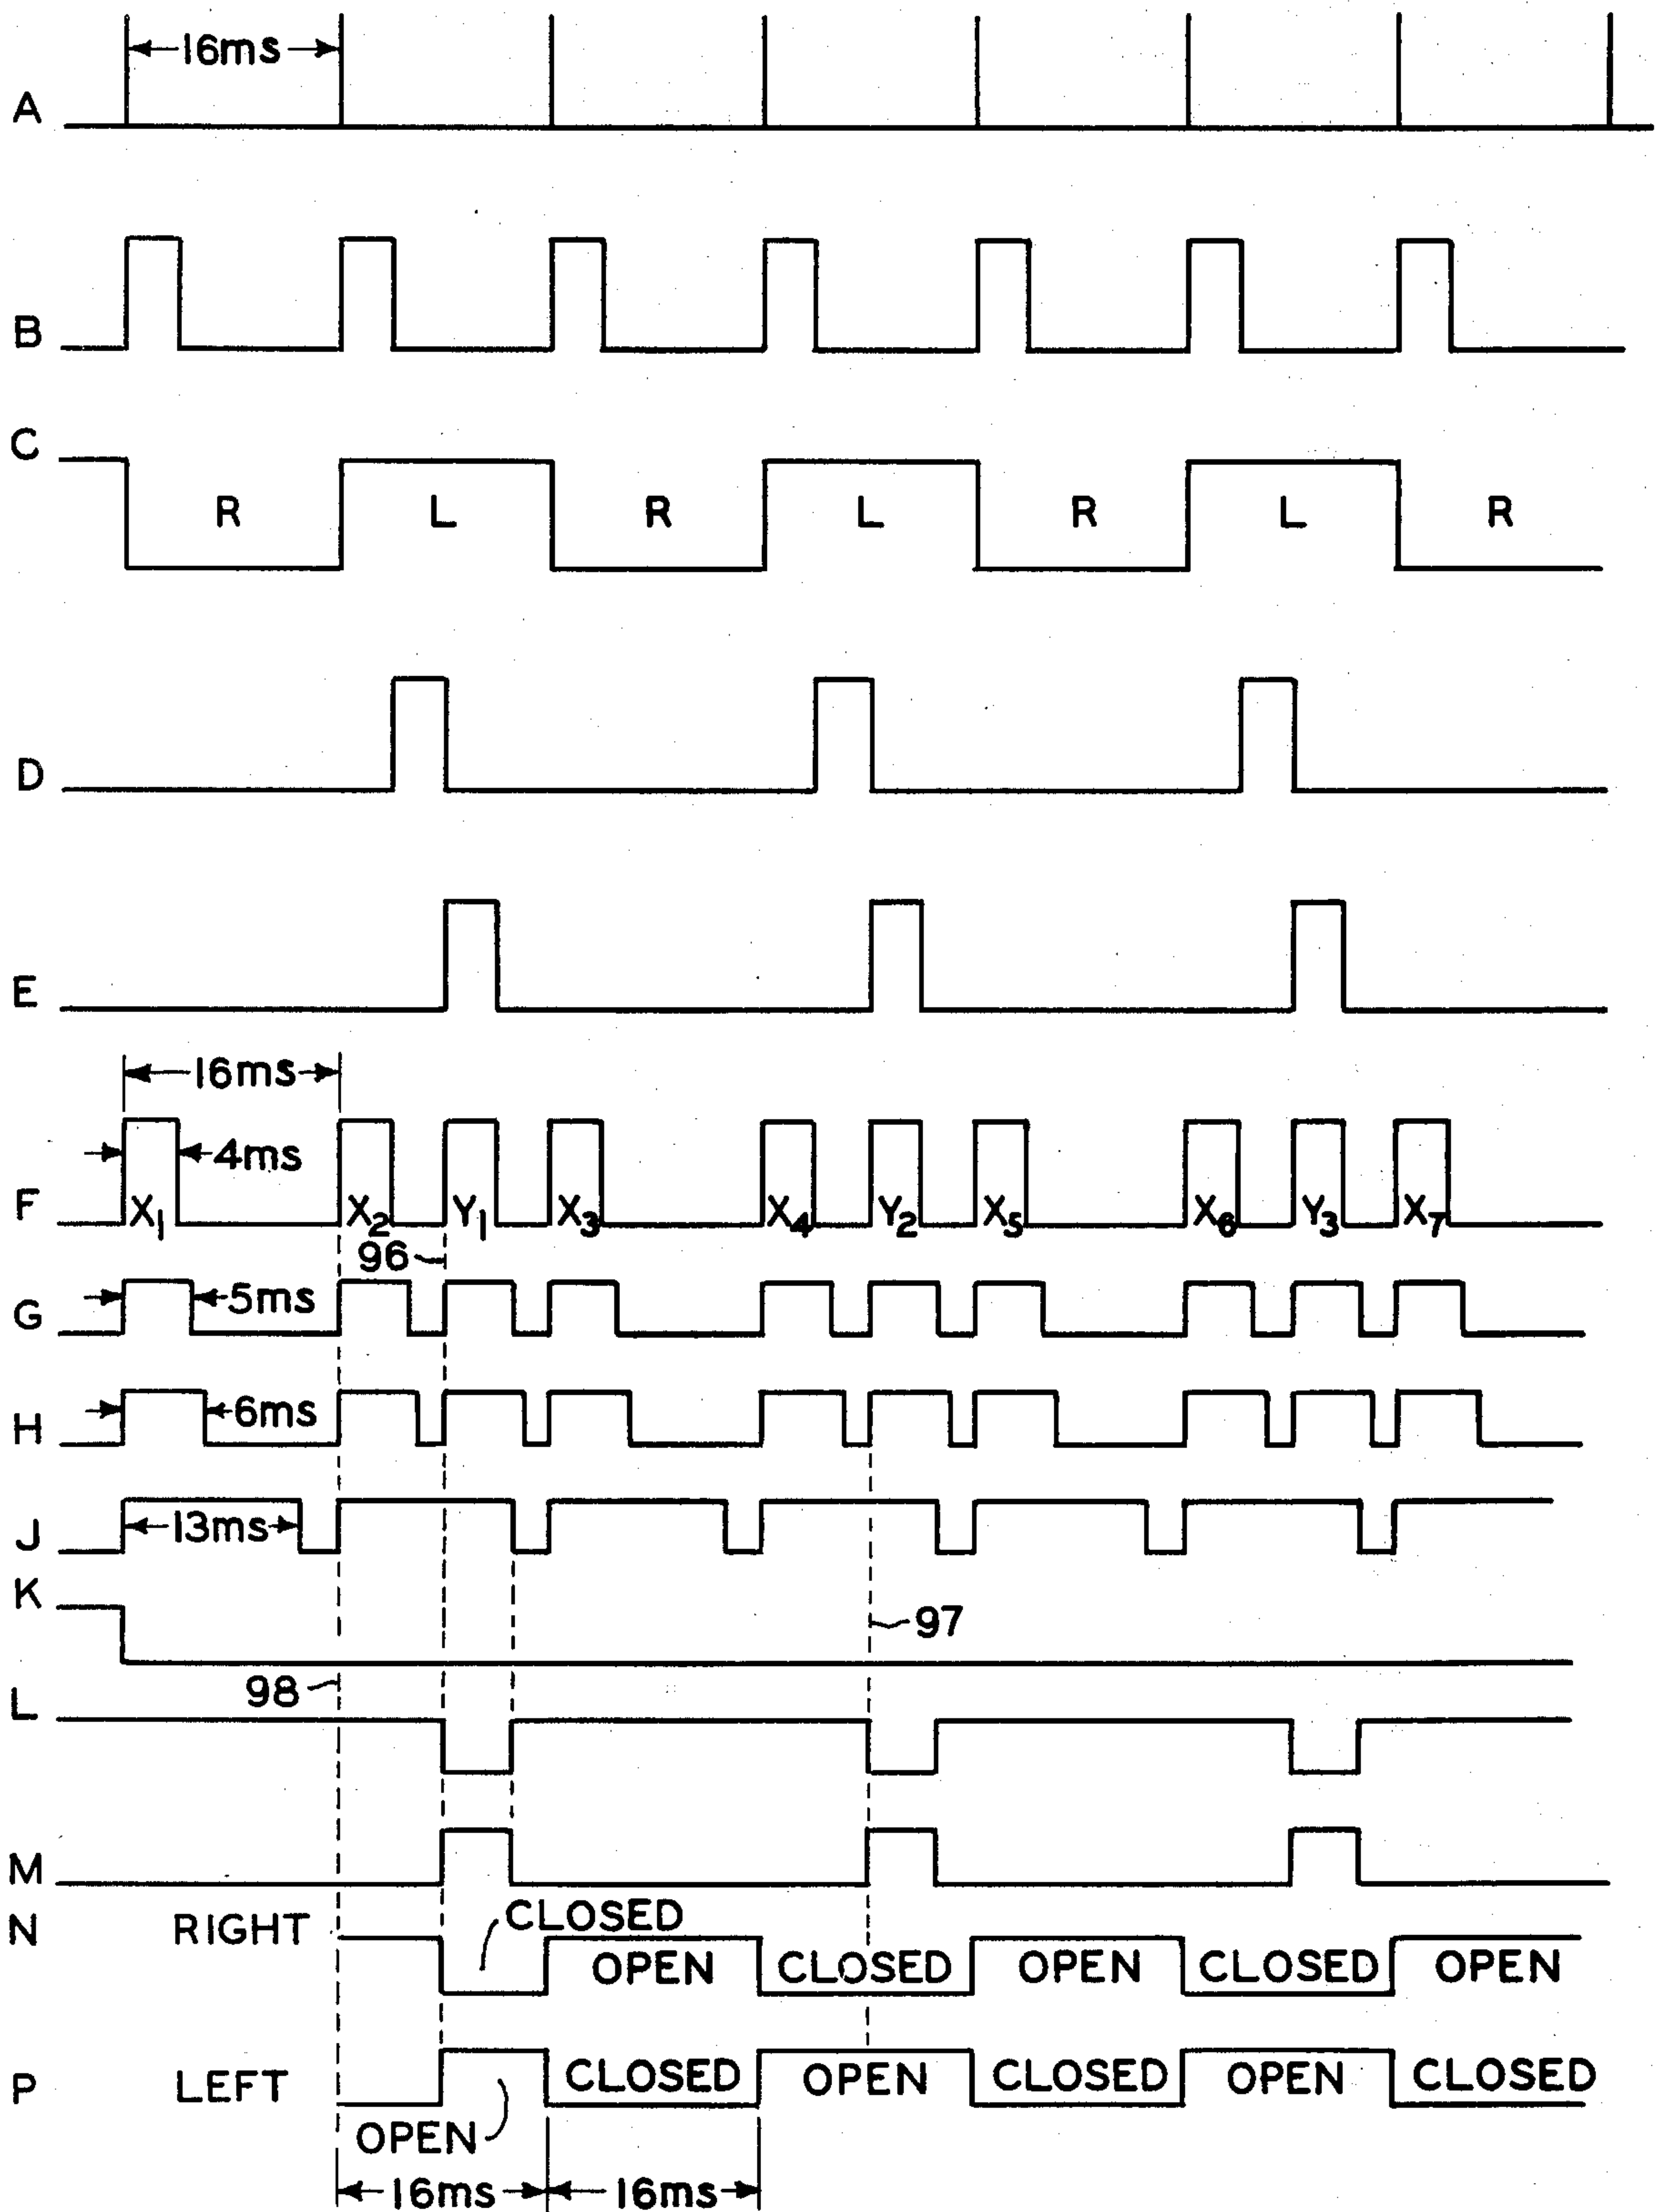 16ms
A
B
C
R L R L R L R
D
E
16ms
4ms
F X₁ X₂ Y₁ X₃ X₄ Y₂ X₅ X₆ Y₃ X₇
96
G 5ms
H 6ms
J 13ms
K
97
98
L
M
N RIGHT CLOSED
OPEN CLOSED OPEN CLOSED OPEN
P LEFT CLOSED OPEN CLOSED OPEN CLOSED
OPEN
16ms 16ms